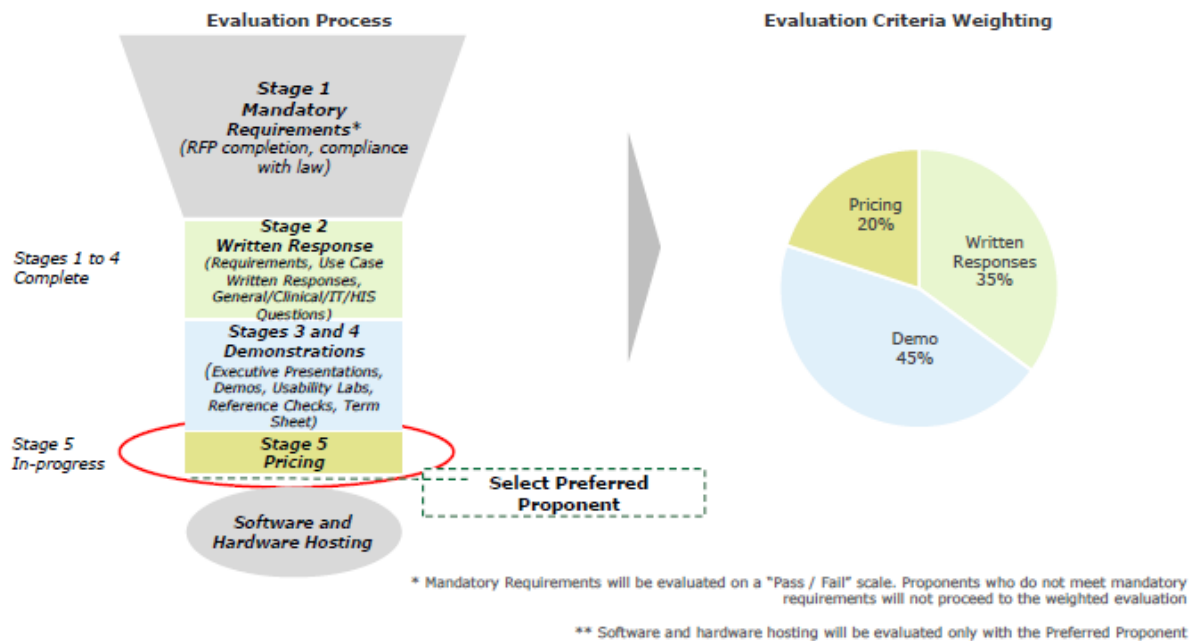 Evaluation Process
Stage 1
Mandatory
Requirements*
(RFP completion, compliance
with law)
Stage 2
Written Response
(Requirements, Use Case
Written Responses,
General/Clinical/IT/HIS
Questions)
Stages 3 and 4
Demonstrations
(Executive Presentations,
Demos, Usability Labs,
Reference Checks, Term
Sheet)
Stage 5
Pricing
Stages 1 to 4
Complete
Stage 5
In-progress
Select Preferred
Proponent
Software and
Hardware Hosting
Evaluation Criteria Weighting
Pricing
20%
Written
Responses
35%
Demo
45%
* Mandatory Requirements will be evaluated on a "Pass / Fail" scale. Proponents who do not meet mandatory
requirements will not proceed to the weighted evaluation
** Software and hardware hosting will be evaluated only with the Preferred Proponent